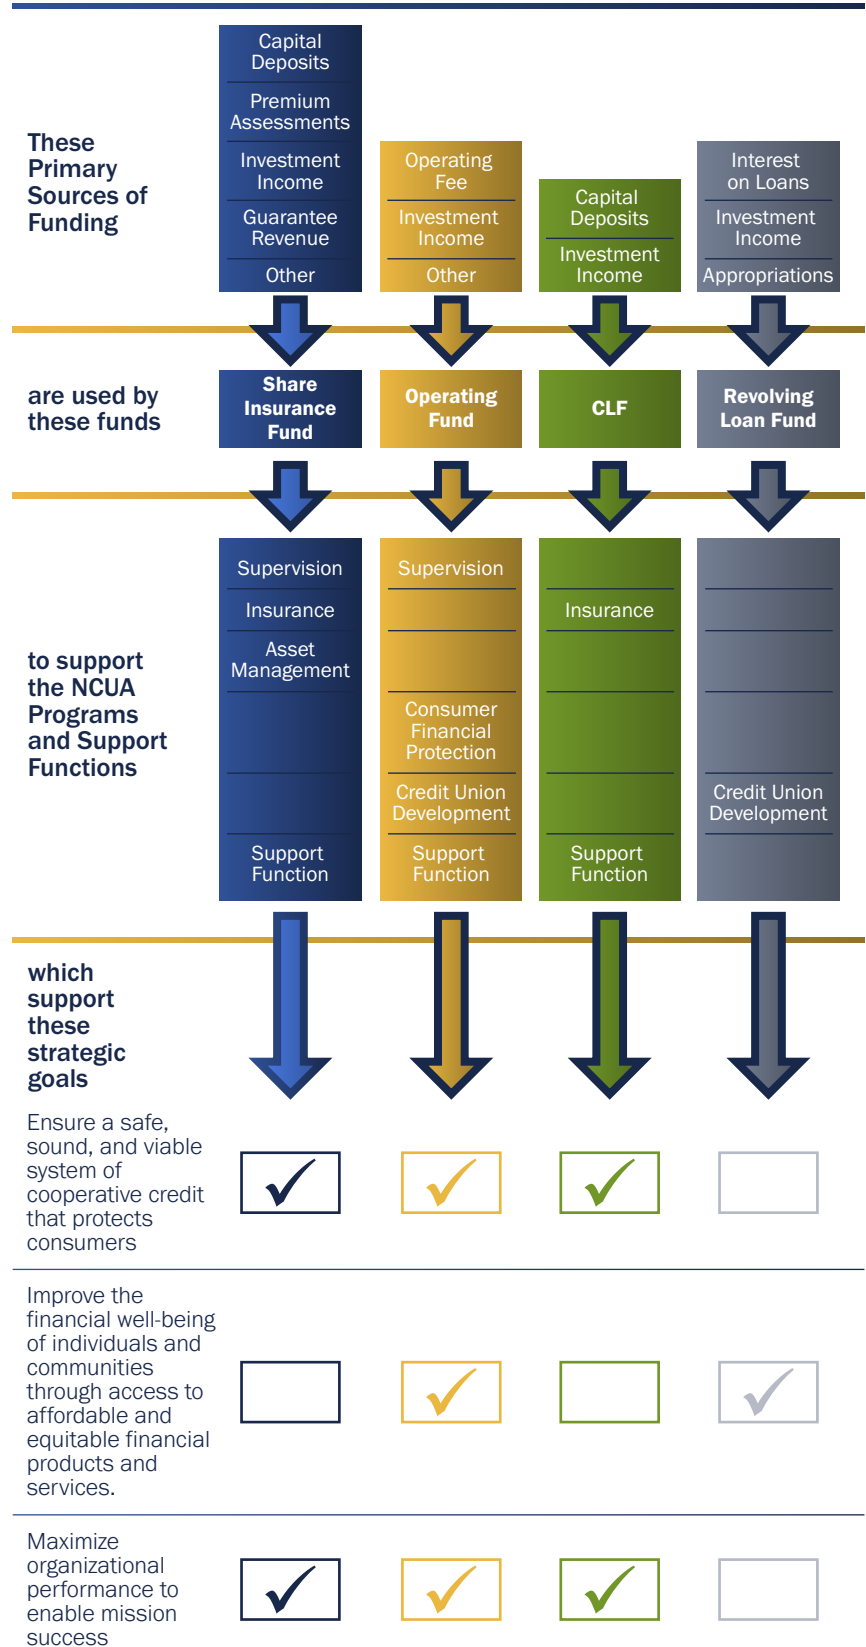 These
Primary
Sources of
Funding
Capital
Deposits
Premium
Assessments
Investment
Income
Guarantee
Revenue
Other
Operating
Fee
Investment
Income
Other
Capital
Deposits
Investment
Income
Interest
on Loans
Investment
Income
Appropriations
are used by
these funds
Share
Insurance
Fund
Operating
Fund
CLF
Revolving
Loan Fund
to support
the NCUA
Programs
and Support
Functions
Supervision
Insurance
Asset
Management
Support
Function
Supervision
Consumer
Financial
Protection
Credit Union
Development
Support
Function
Insurance
Support
Function
Credit Union
Development
which
support
these
strategic
goals
Ensure a safe,
sound, and viable
system of
cooperative credit
that protects
consumers
Improve the
financial well-being
of individuals and
communities
through access to
affordable and
equitable financial
products and
services.
Maximize
organizational
performance to
enable mission
success